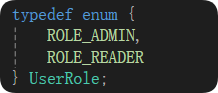 typedef enum {
    ROLE_ADMIN,
    ROLE_READER
} UserRole;